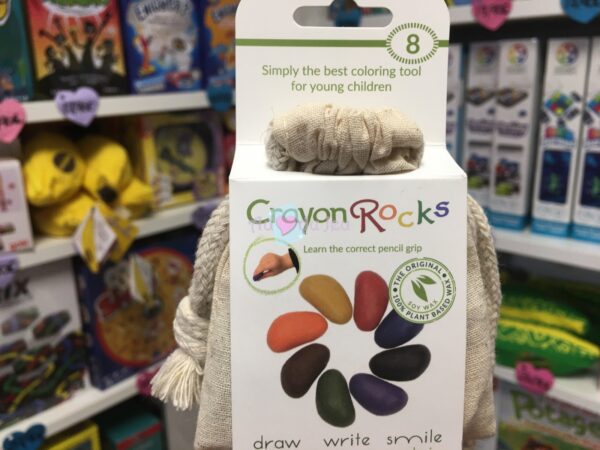 8
Simply the best coloring tool
for young children
Crayon Rocks
Learn the correct pencil grip
THE ORIGINAL
SOY WAX
100% PLANT BASED WAX
draw write smile
Potage